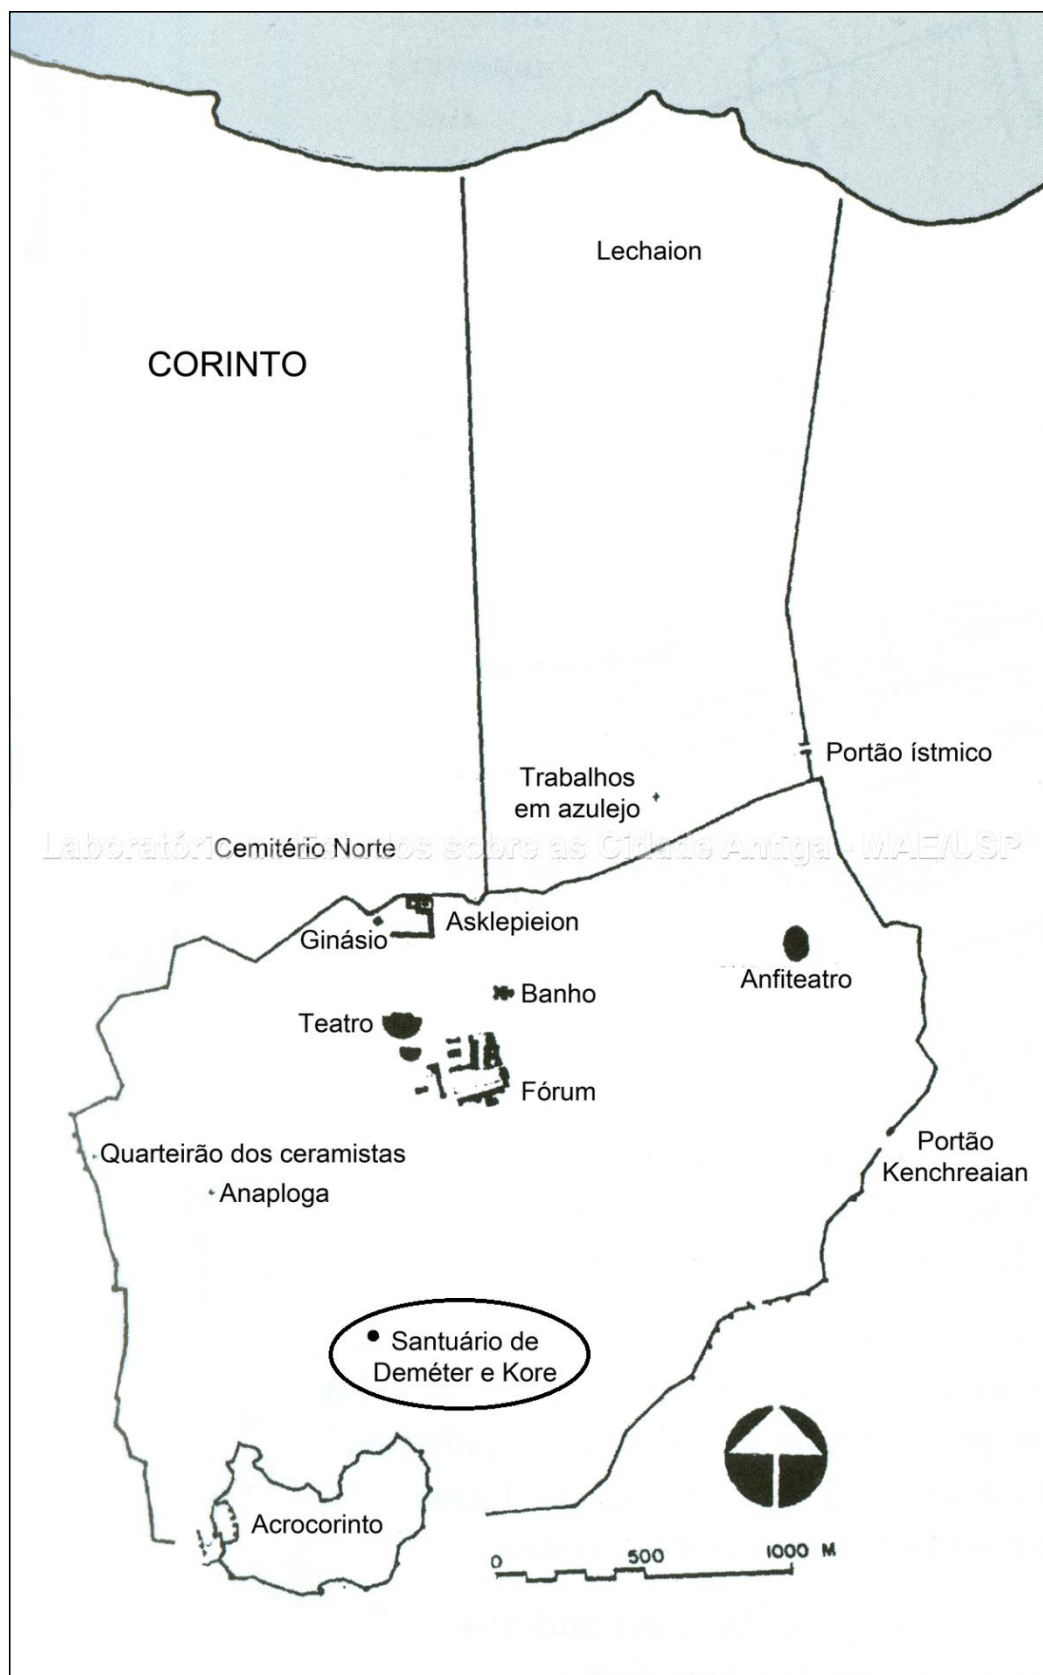 Lechaion
CORINTO
Portão ístmico
Trabalhos
em azulejo
Laboratório
Estudos sobre as Cidade Antiga - MAE/USP
Cemitério Norte
Asklepieion
Ginásio
Anfiteatro
Banho
Teatro
Fórum
Portão
Kenchreaian
Quarteirão dos ceramistas
Anaploga
Santuário de
Deméter e Kore
Acrocorinto
0 500 1000 M